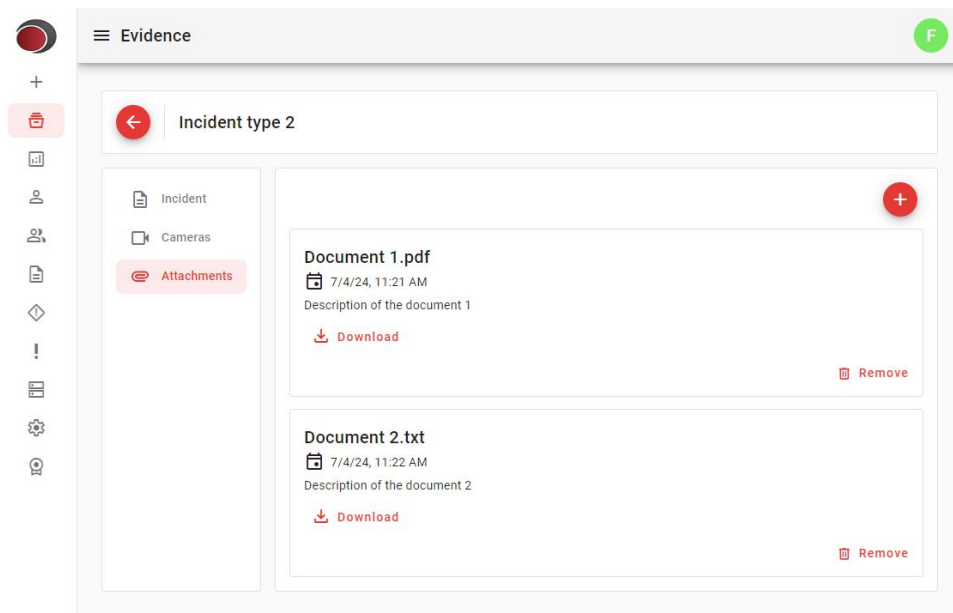 Evidence
F
Incident type 2
Incident
Cameras
Attachments
Document 1.pdf
7/4/24, 11:21 AM
Description of the document 1
Download
Remove
Document 2.txt
7/4/24, 11:22 AM
Description of the document 2
Download
Remove